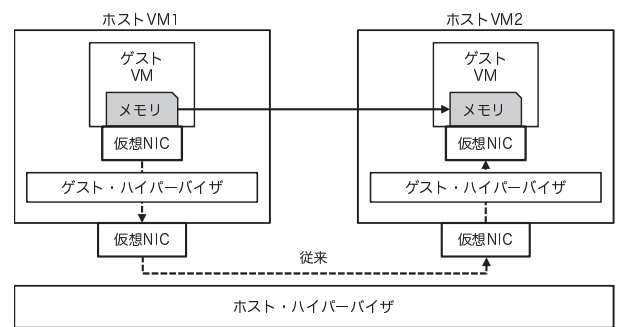 ホストVM1
ホストVM2
ゲスト
VM
メモリ
仮想NIC
ゲスト・ハイパーバイザ
仮想NIC
ゲスト
VM
メモリ
仮想NIC
ゲスト・ハイパーバイザ
仮想NIC
従来
ホスト・ハイパーバイザ